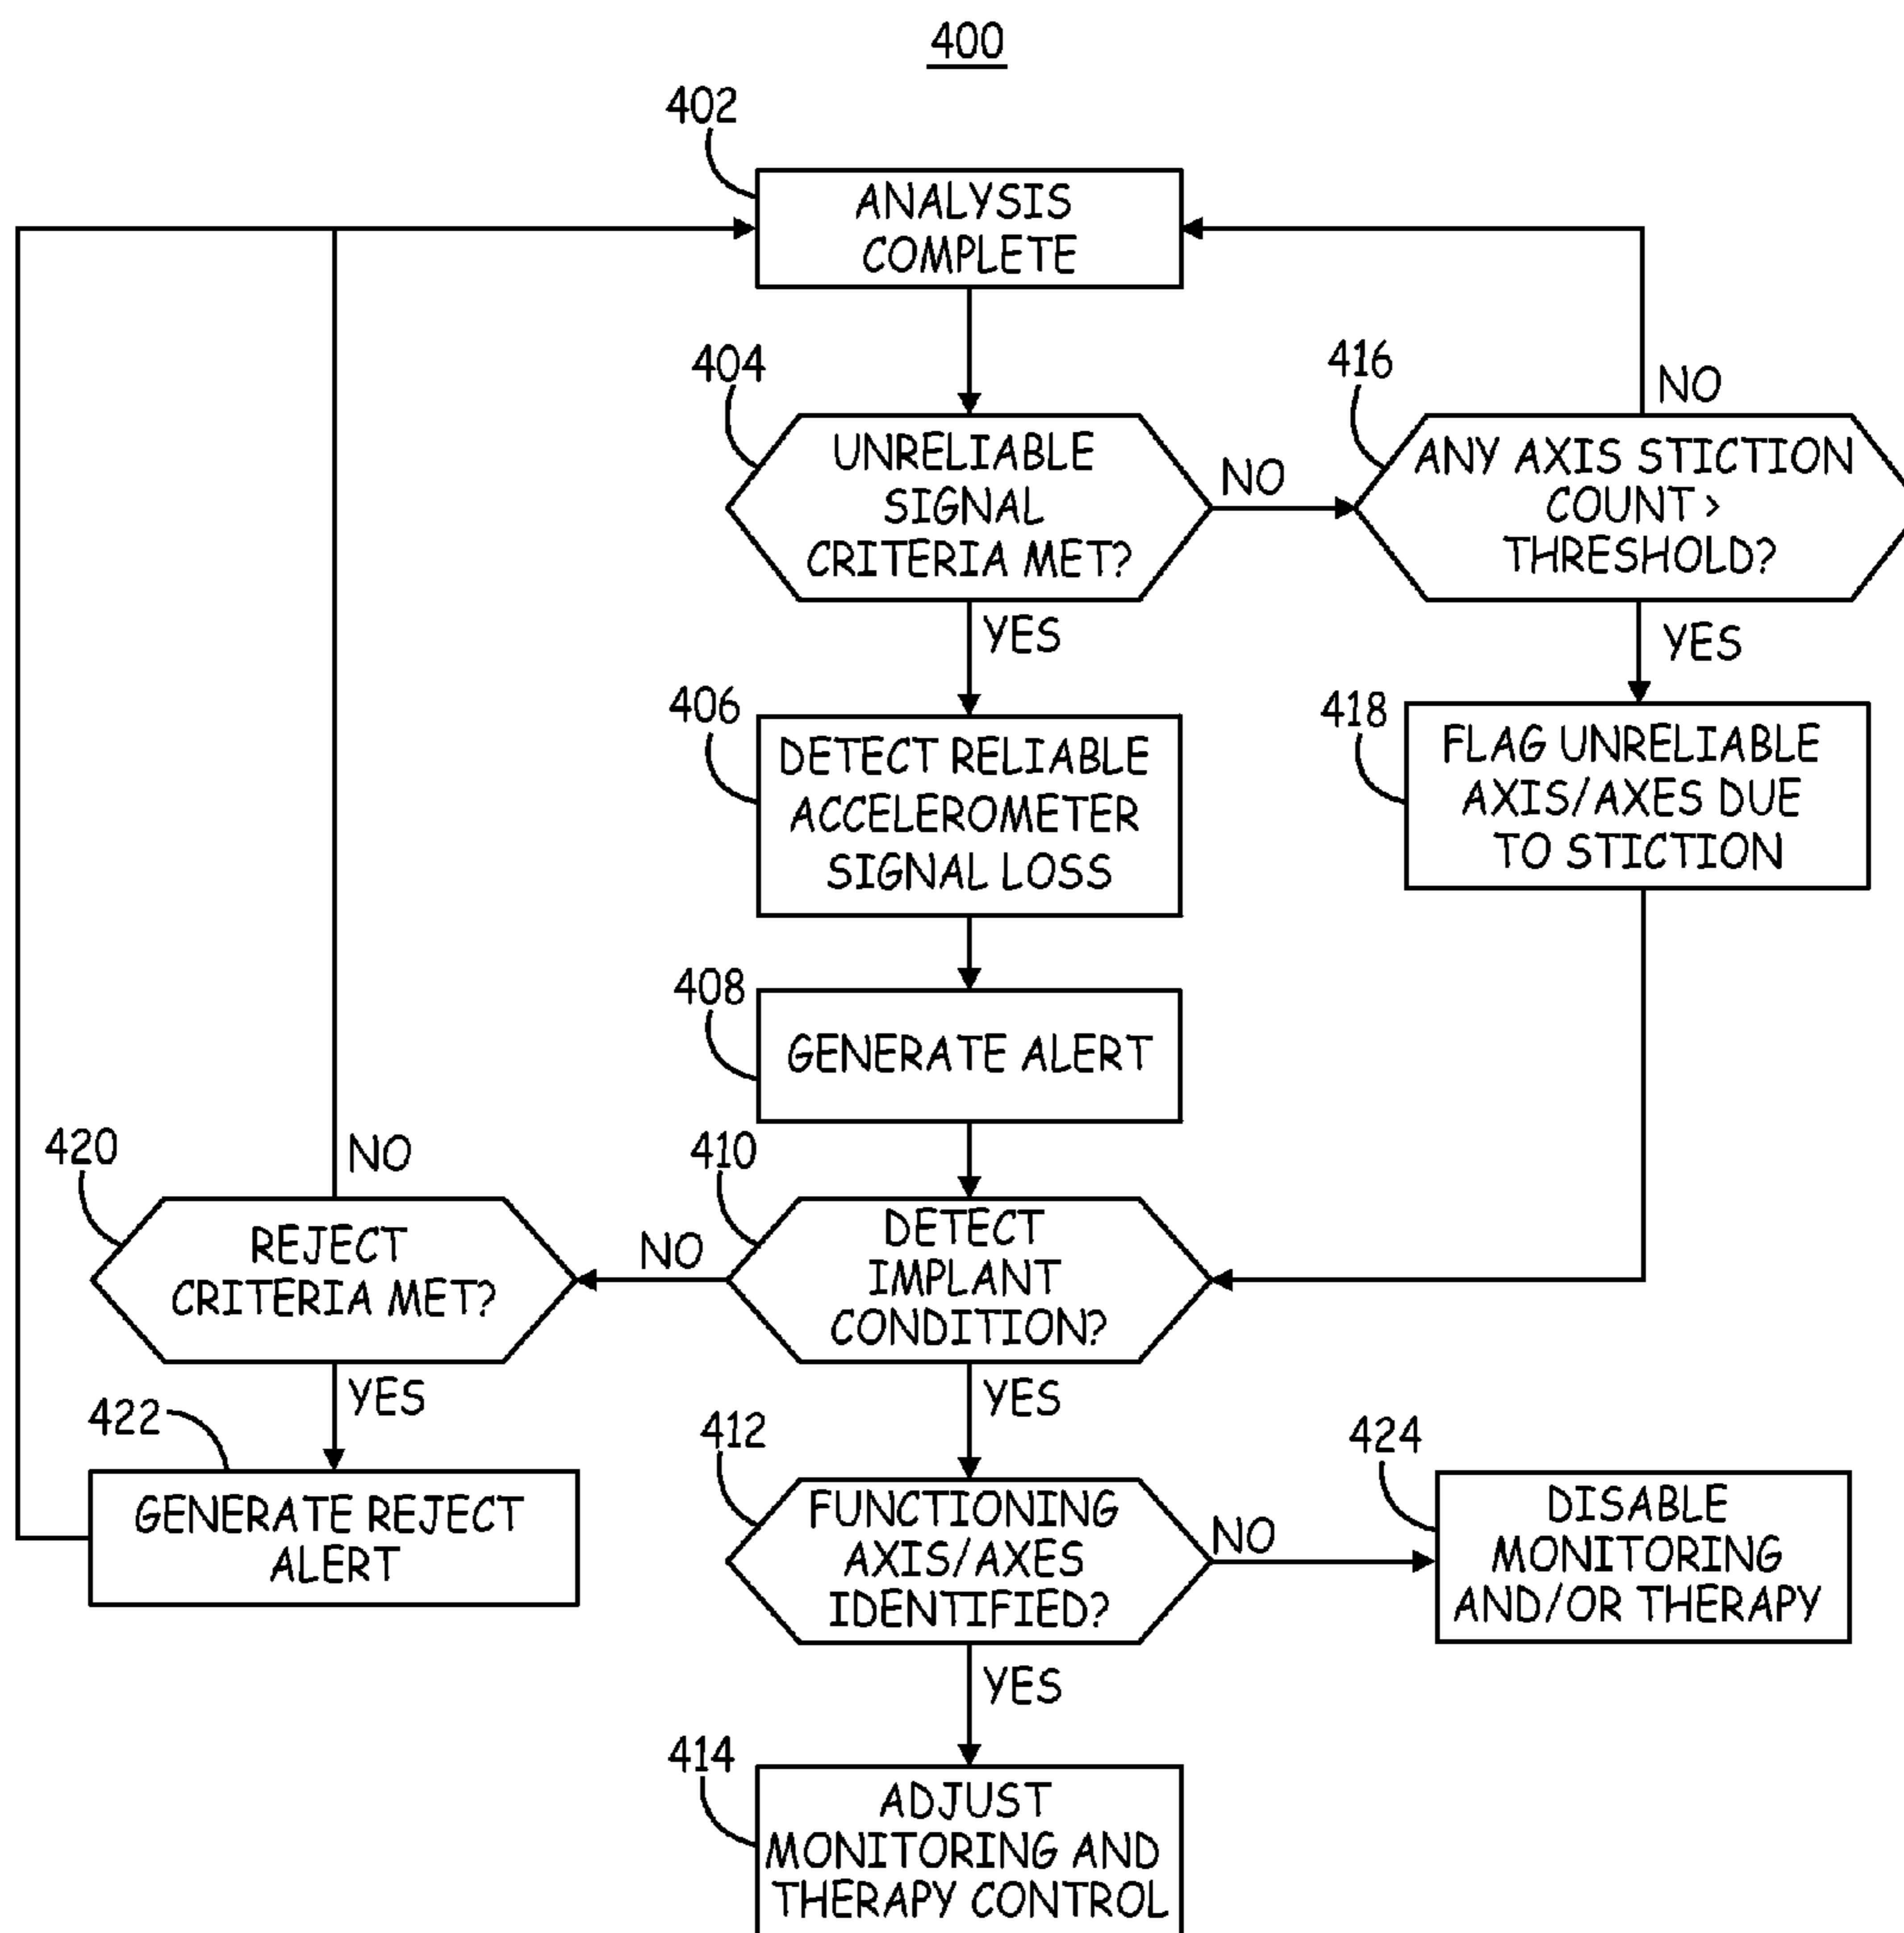 400
402
ANALYSIS
COMPLETE
404
UNRELIABLE
SIGNAL
CRITERIA MET?
NO
416
ANY AXIS STICTION
COUNT >
THRESHOLD?
NO
YES
YES
406
DETECT RELIABLE
ACCELEROMETER
SIGNAL LOSS
418
FLAG UNRELIABLE
AXIS/AXES DUE
TO STICTION
408
GENERATE ALERT
410
DETECT
IMPLANT
CONDITION?
NO
420
REJECT
CRITERIA MET?
NO
YES
422
GENERATE REJECT
ALERT
YES
412
FUNCTIONING
AXIS/AXES
IDENTIFIED?
NO
424
DISABLE
MONITORING
AND/OR THERAPY
YES
414
ADJUST
MONITORING AND
THERAPY CONTROL